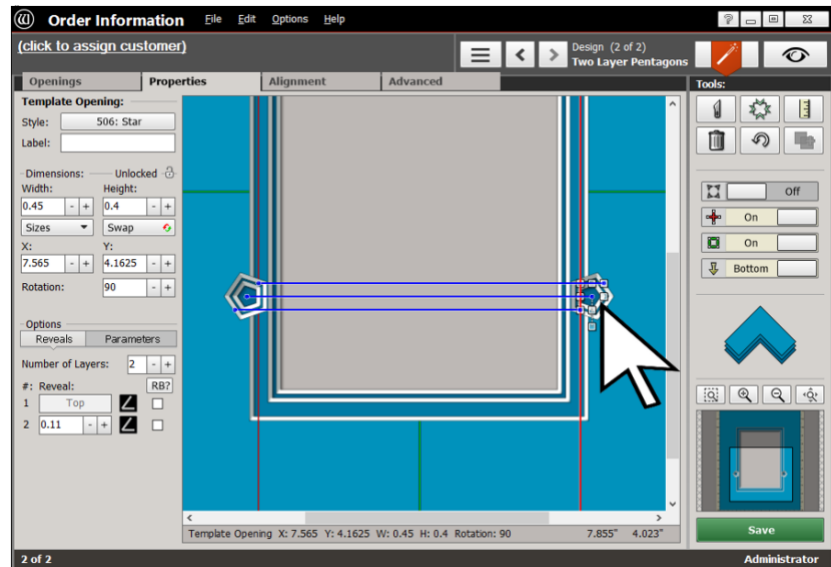 Order Information File Edit Options Help
(click to assign customer)
Design (2 of 2)
Two Layer Pentagons
Openings Properties Alignment Advanced
Tools:
Template Opening:
Style: 506: Star
Label:
Dimensions: Unlocked
Width: Height:
0.45 - + 0.4 - +
Sizes Swap
X: Y:
7.565 - + 4.1625 - +
Rotation: 90 - +
Options
Reveals Parameters
Number of Layers: 2 - +
#: Reveal: RB?
1 Top
2 0.11 - +
Off
On
On
Bottom
Template Opening X: 7.565 Y: 4.1625 W: 0.45 H: 0.4 Rotation: 90 7.855" 4.023"
Save
2 of 2 Administrator